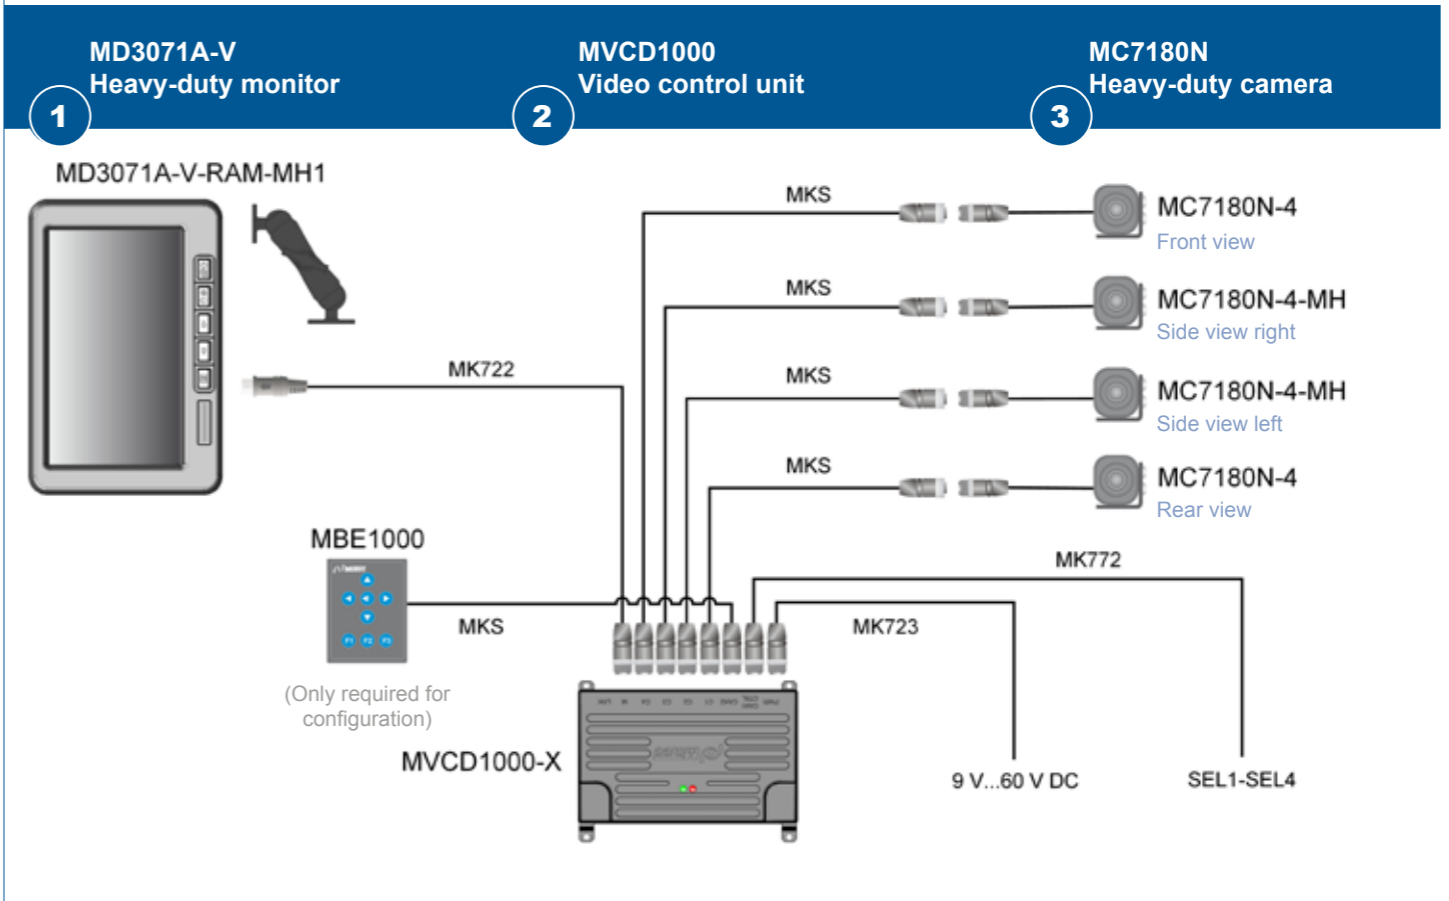 MD3071A-V
Heavy-duty monitor
1
MVCD1000
Video control unit
2
MC7180N
Heavy-duty camera
3
MD3071A-V-RAM-MH1
MKS
MC7180N-4
Front view
MKS
MC7180N-4-MH
Side view right
MK722
MKS
MC7180N-4-MH
Side view left
MKS
MC7180N-4
Rear view
MBE1000
F1 F2 F3
MKS
(Only required for
configuration)
MK772
MK723
MVCD1000-X
9 V...60 V DC
SEL1-SEL4